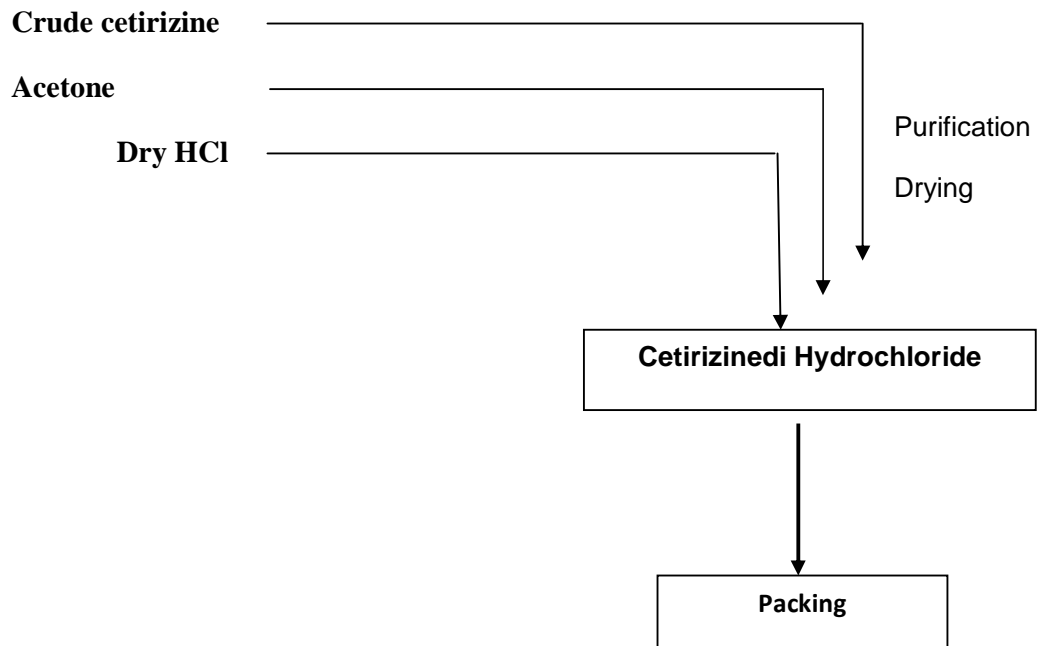 Crude cetirizine
Acetone
Dry HCl
Purification
Drying
Cetirizinedi Hydrochloride
Packing